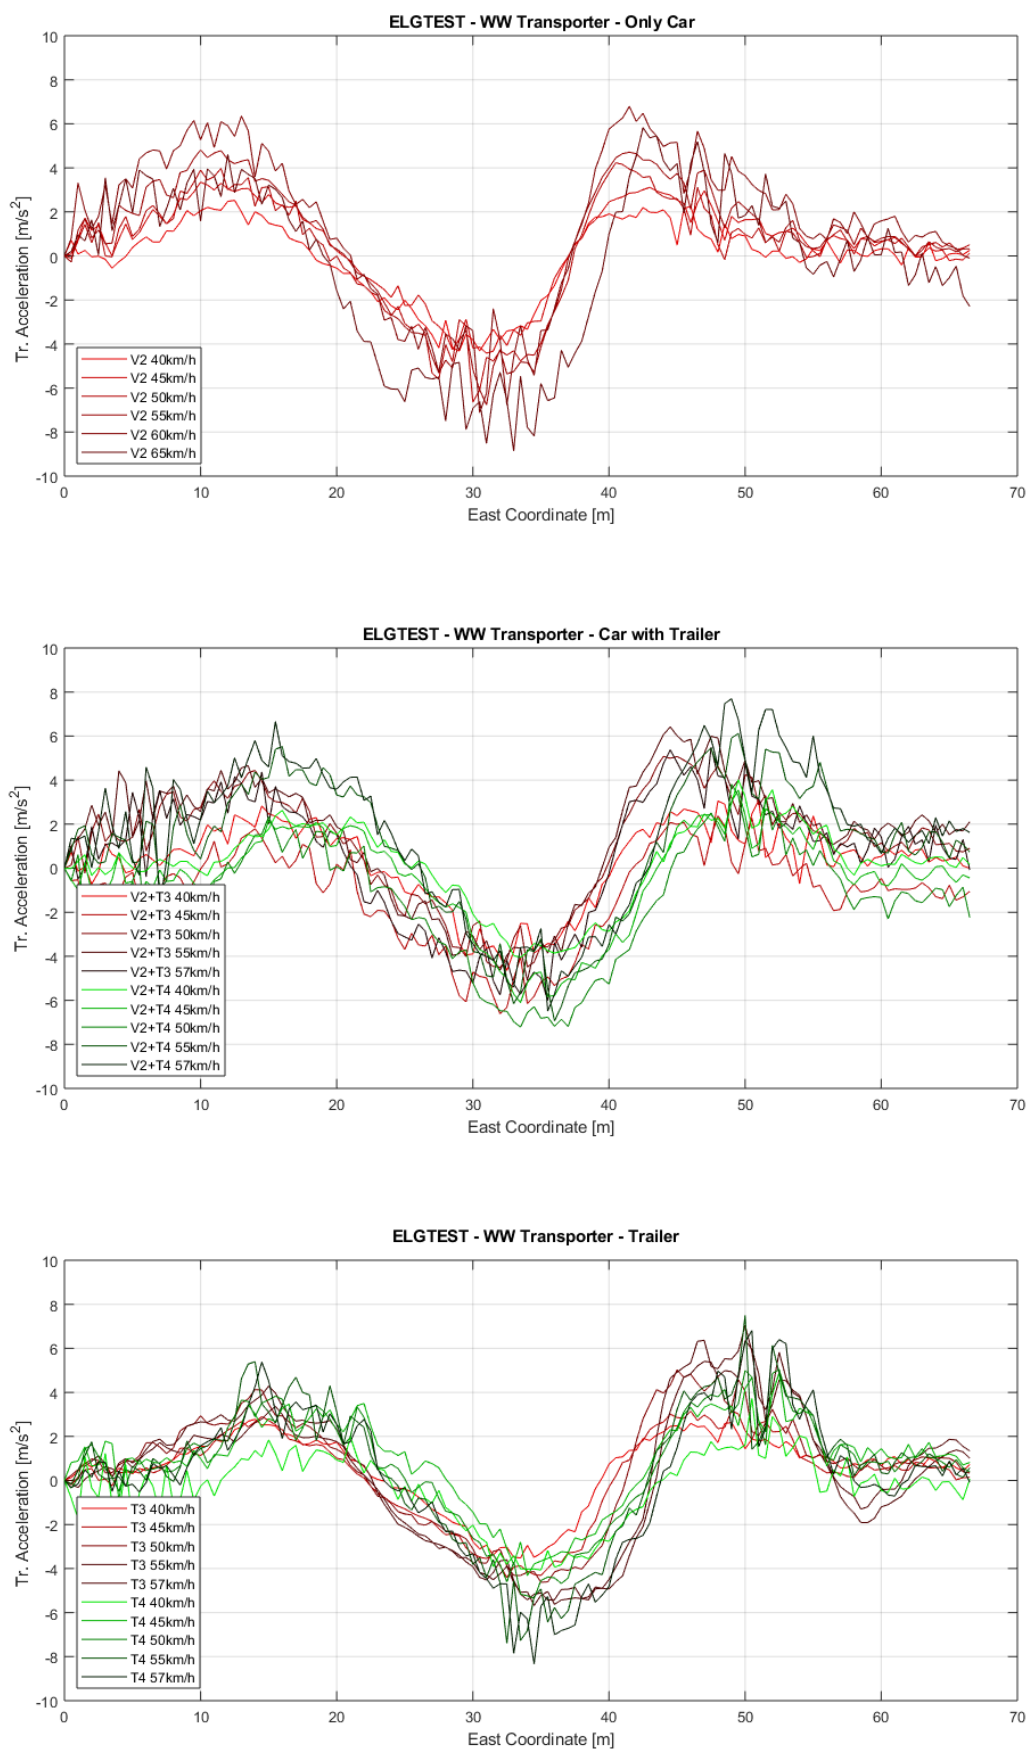 ELGTEST - WW Transporter - Only Car
10
8
6
4
2
0
-2
-4
-6
-8
-10
Tr. Acceleration [m/s²]
V2 40km/h
V2 45km/h
V2 50km/h
V2 55km/h
V2 60km/h
V2 65km/h
0 10 20 30 40 50 60 70
East Coordinate [m]
ELGTEST - WW Transporter - Car with Trailer
10
8
6
4
2
0
-2
-4
-6
-8
-10
Tr. Acceleration [m/s²]
V2+T3 40km/h
V2+T3 45km/h
V2+T3 50km/h
V2+T3 55km/h
V2+T3 57km/h
V2+T4 40km/h
V2+T4 45km/h
V2+T4 50km/h
V2+T4 55km/h
V2+T4 57km/h
0 10 20 30 40 50 60 70
East Coordinate [m]
ELGTEST - WW Transporter - Trailer
10
8
6
4
2
0
-2
-4
-6
-8
-10
Tr. Acceleration [m/s²]
T3 40km/h
T3 45km/h
T3 50km/h
T3 55km/h
T3 57km/h
T4 40km/h
T4 45km/h
T4 50km/h
T4 55km/h
T4 57km/h
0 10 20 30 40 50 60 70
East Coordinate [m]